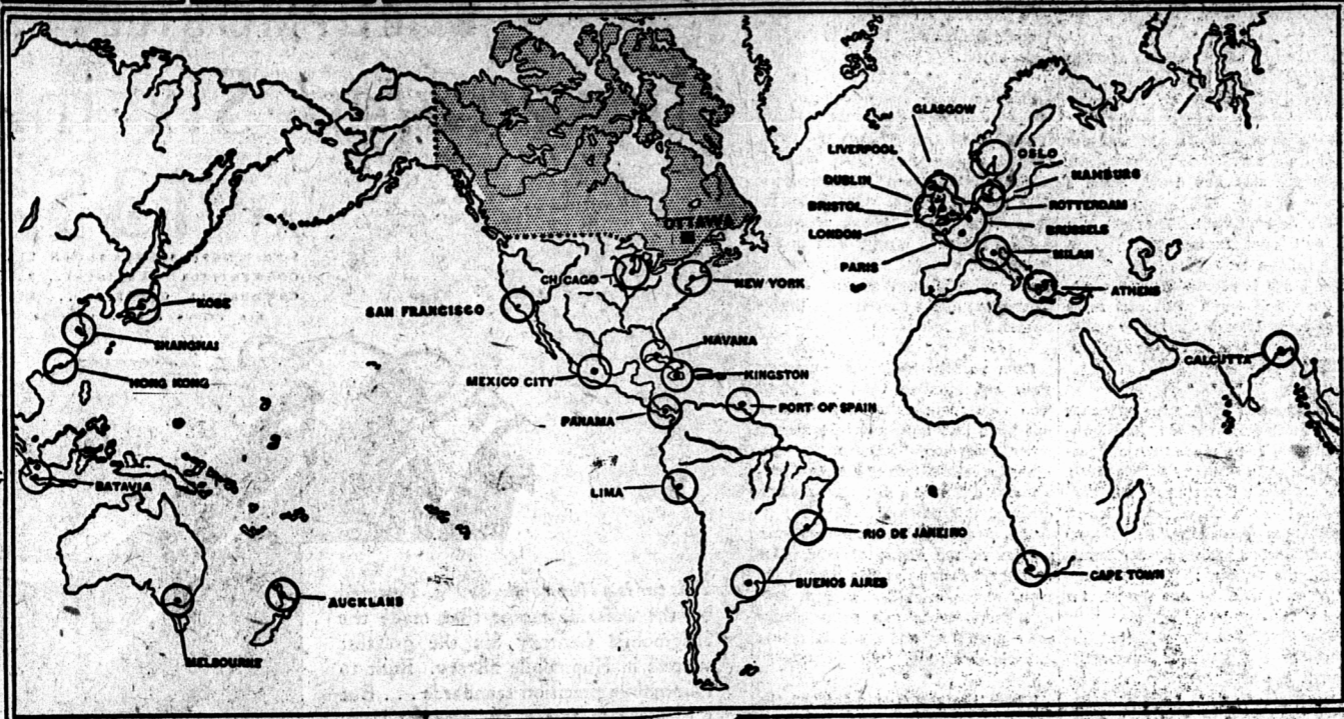 GLASGOW
LIVERPOOL
OSLO
DUBLIN
HAMBURG
BRISTOL
ROTTERDAM
LONDON
BRUSSELS
PARIS
MILAN
ATHENS
OTTAWA
CHICAGO
NEW YORK
SAN FRANCISCO
KOBE
SHANGHAI
HONG KONG
HAVANA
MEXICO CITY
KINGSTON
PANAMA
PORT OF SPAIN
CALCUTTA
BATAVIA
LIMA
RIO DE JANEIRO
BUENOS AIRES
CAPE TOWN
AUCKLAND
MELBOURNE